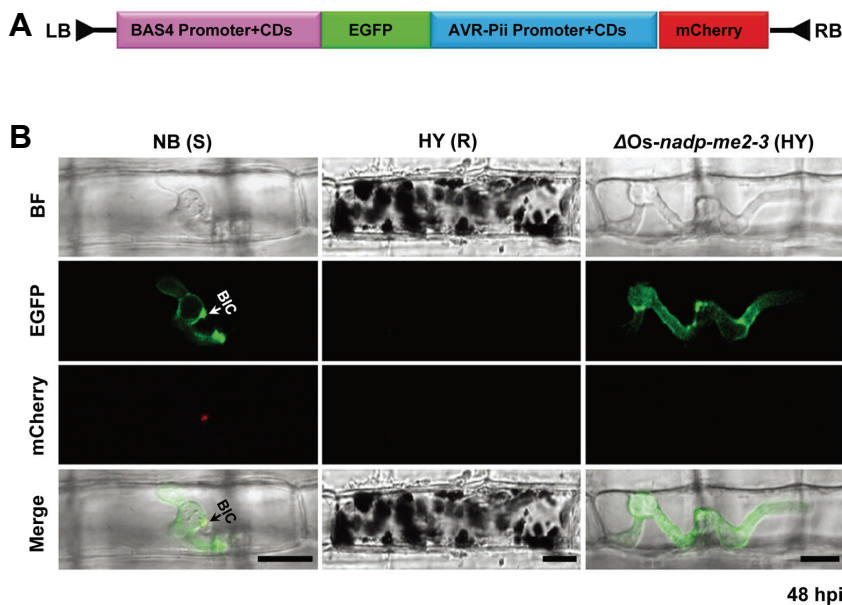 A
LB
BAS4 Promoter+CDs
EGFP
AVR-Pii Promoter+CDs
mCherry
RB
B
NB (S)
HY (R)
ΔOs-nadp-me2-3 (HY)
BF
EGFP
BIC
mCherry
Merge
BIC
48 hpi